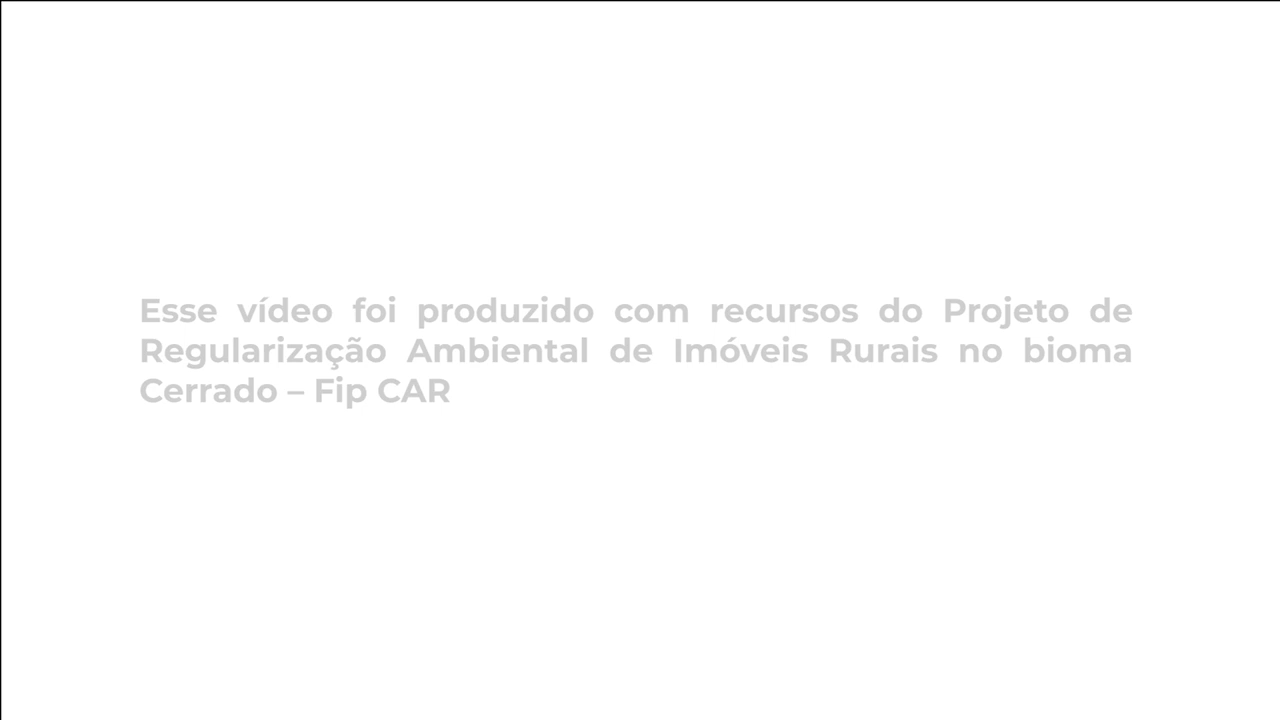 Esse vídeo foi produzido com recursos do Projeto de
Regularização Ambiental de Imóveis Rurais no bioma
Cerrado – Fip CAR